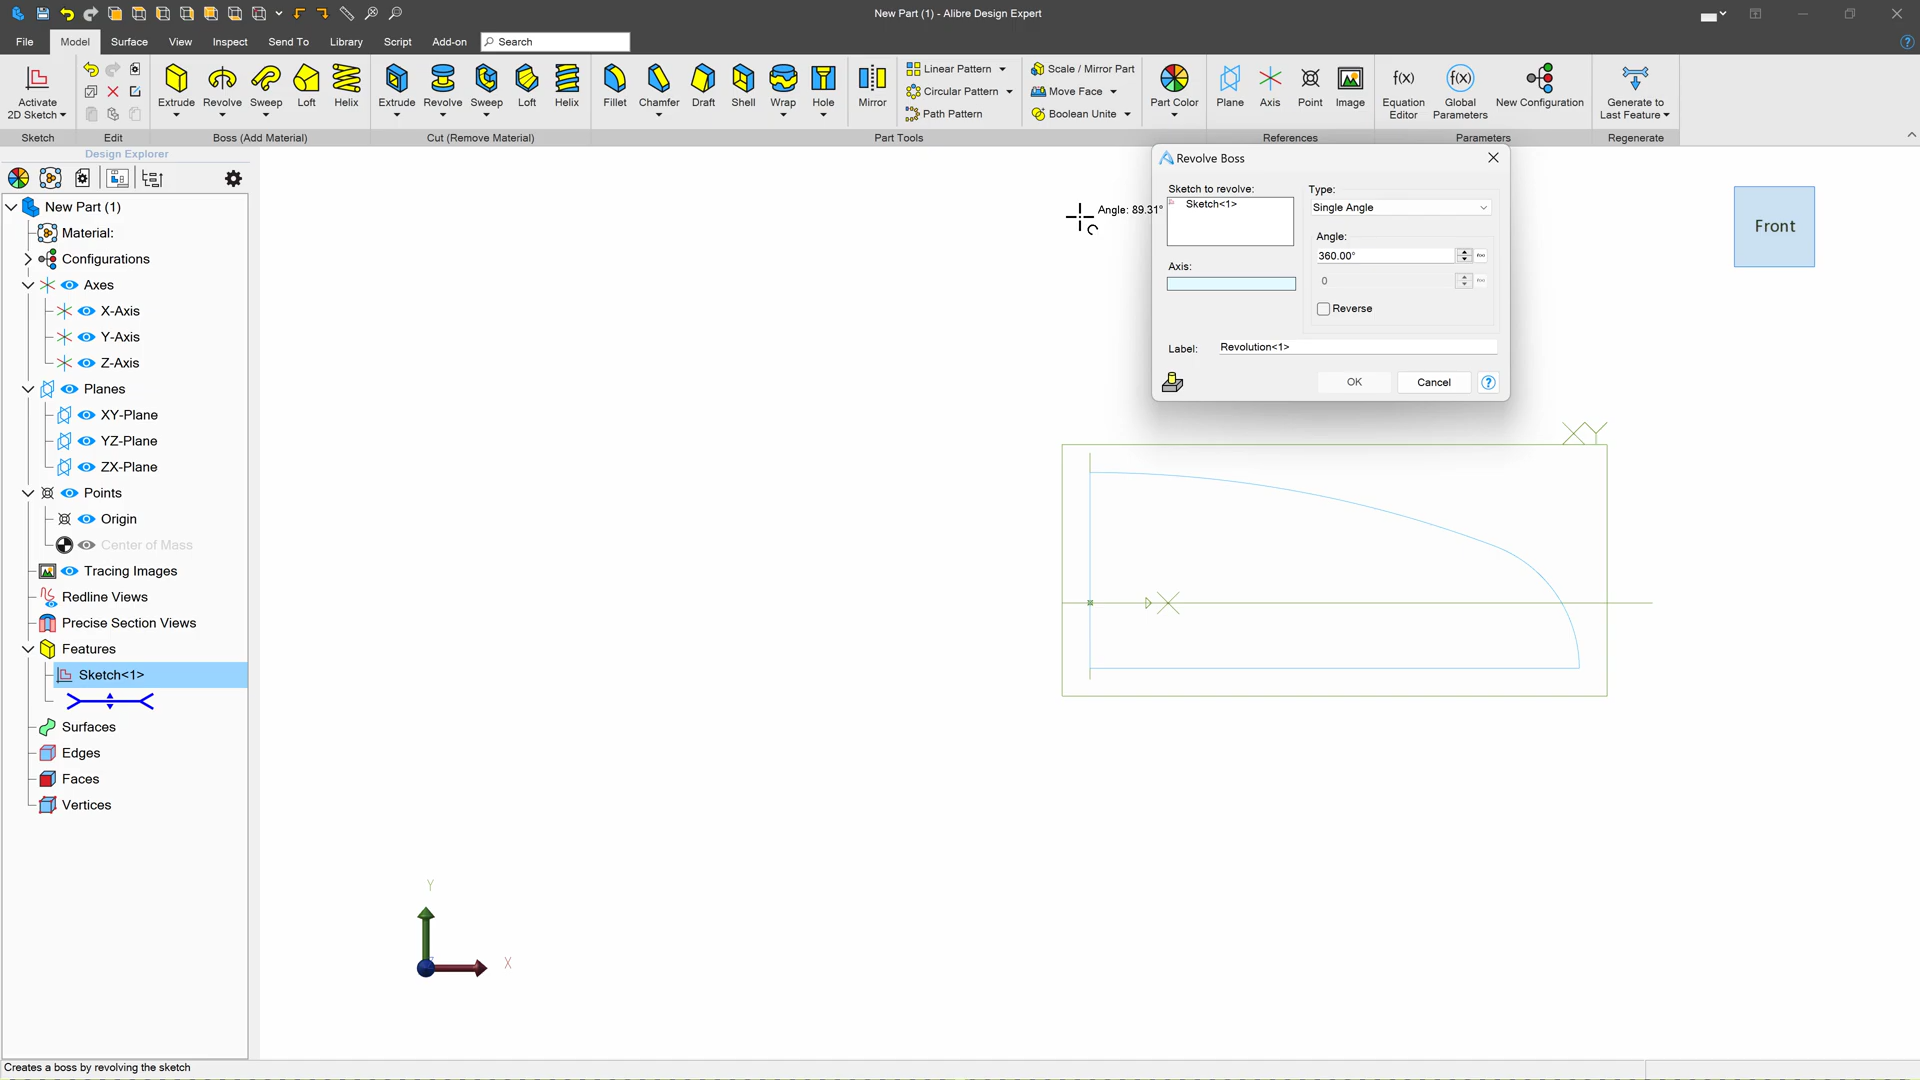 New Part (1) - Alibre Design Expert
File Model Surface View Inspect Send To Library Script Add-on Search
Activate 2D Sketch
Extrude Revolve Sweep Loft Helix
Extrude Revolve Sweep Loft Helix
Fillet Chamfer Draft Shell Wrap Hole
Mirror
Linear Pattern
Circular Pattern
Path Pattern
Scale / Mirror Part
Move Face
Boolean Unite
Part Color
Plane Axis Point Image
f(x) Equation Editor
f(x) Global Parameters
New Configuration
Generate to Last Feature
Sketch Edit Boss (Add Material) Cut (Remove Material) Part Tools References Parameters Regenerate
Design Explorer
New Part (1)
Material:
Configurations
Axes
X-Axis
Y-Axis
Z-Axis
Planes
XY-Plane
YZ-Plane
ZX-Plane
Points
Origin
Center of Mass
Tracing Images
Redline Views
Precise Section Views
Features
Sketch<1>
Surfaces
Edges
Faces
Vertices
Angle: 89.31°
Revolve Boss
Sketch to revolve:
Sketch<1>
Axis:
Type:
Single Angle
Angle:
360.00°
0
Reverse
Label: Revolution<1>
OK Cancel ?
Front
XY
X
Y
X
Creates a boss by revolving the sketch